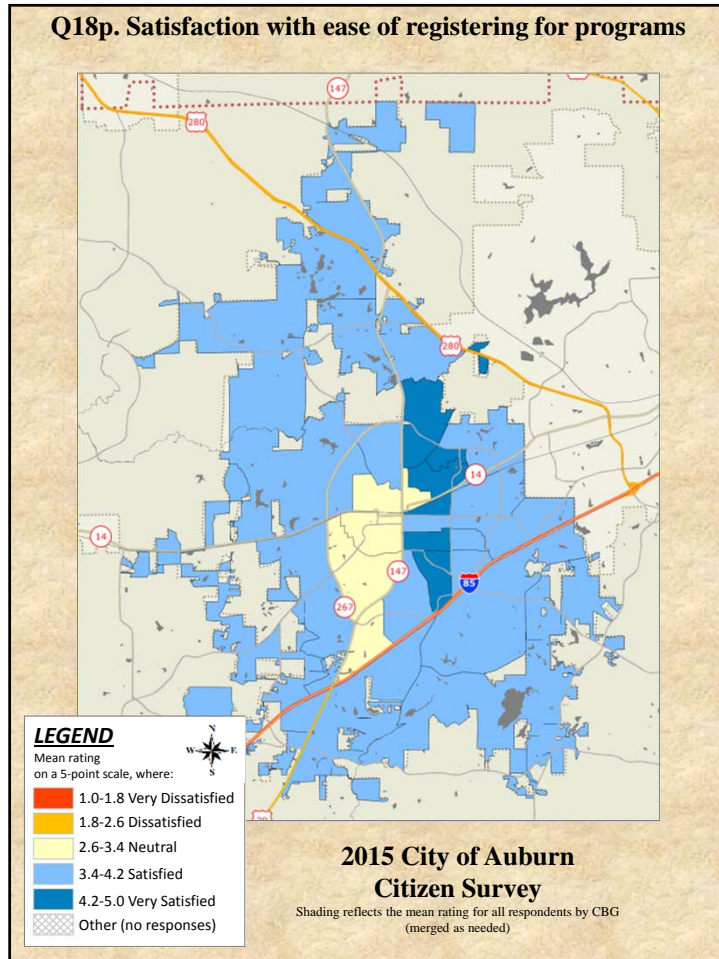 Q18p. Satisfaction with ease of registering for programs
147
280
280
14
14
147
85
267
LEGEND
Mean rating
on a 5-point scale, where:
N
W E
S
1.0-1.8 Very Dissatisfied
1.8-2.6 Dissatisfied
2.6-3.4 Neutral
3.4-4.2 Satisfied
4.2-5.0 Very Satisfied
Other (no responses)
2015 City of Auburn
Citizen Survey
Shading reflects the mean rating for all respondents by CBG
(merged as needed)